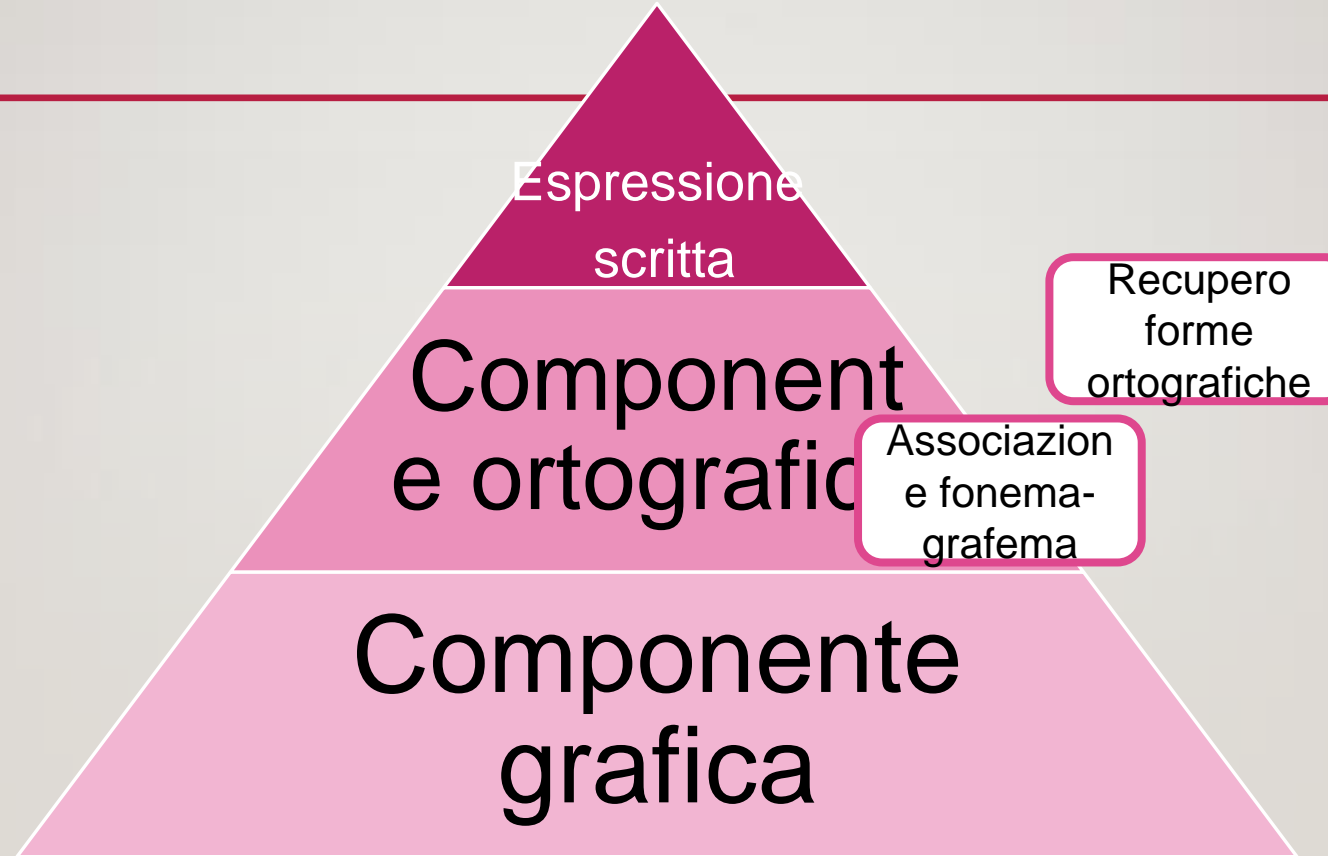 Espressione
scritta
Recupero
forme
ortografiche
Component
e ortografic
Associazion
e fonema-
grafema
Componente
grafica